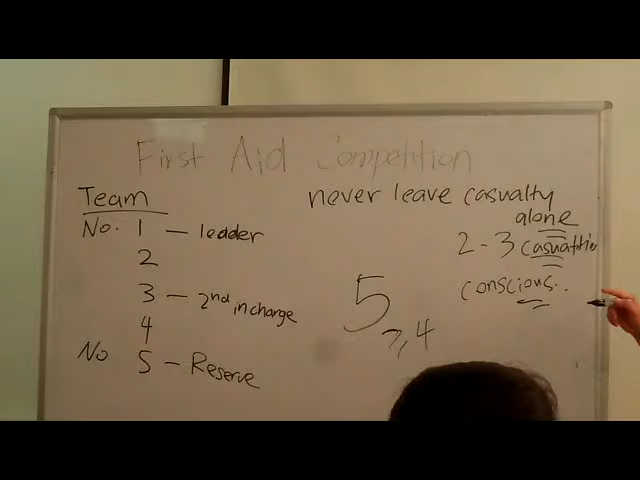 First Aid Competition
Team
No. 1 — leader
2
3 — 2nd in charge
4
No 5 — Reserve
never leave casualty
alone
2 - 3 casualties
conscious..
5
≥ 4